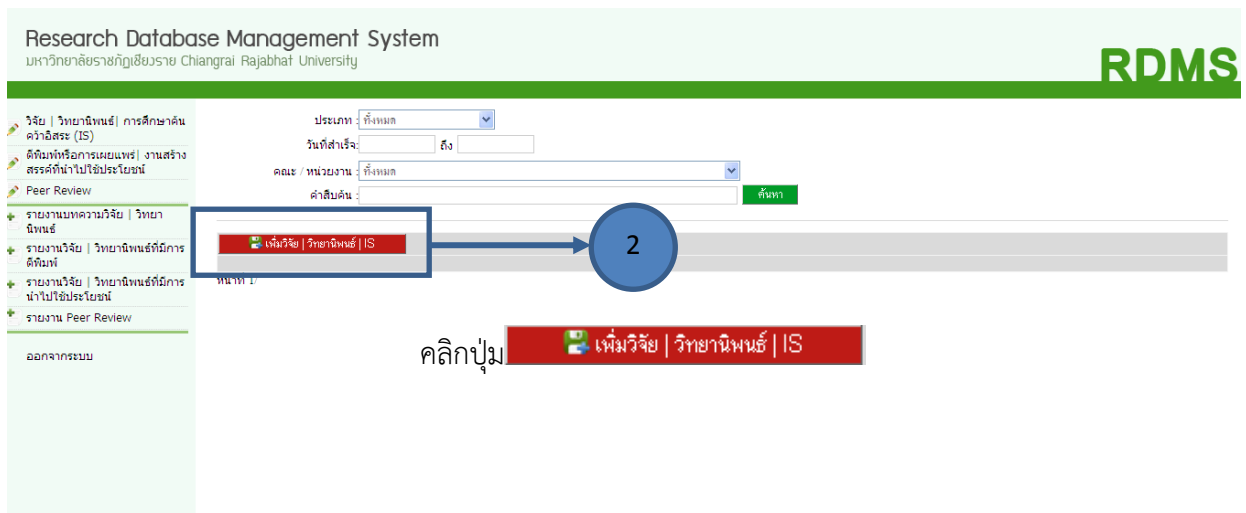 Research Database Management System
มหาวิทยาลัยราชภัฏเชียงราย Chiangrai Rajabhat University
RDMS
วิจัย | วิทยานิพนธ์| การศึกษาค้น
คว้าอิสระ (IS)
ตีพิมพ์หรือการเผยแพร่| งานสร้าง
สรรค์ที่นำไปใช้ประโยชน์
Peer Review
รายงานบทความวิจัย | วิทยา
นิพนธ์
รายงานวิจัย | วิทยานิพนธ์ที่มีการ
ตีพิมพ์
รายงานวิจัย | วิทยานิพนธ์ที่มีการ
นำไปใช้ประโยชน์
รายงาน Peer Review
ออกจากระบบ
ประเภท : ทั้งหมด
วันที่สำเร็จ: ถึง
คณะ / หน่วยงาน : ทั้งหมด
คำสืบค้น : ค้นหา
เพิ่มวิจัย | วิทยานิพนธ์ | IS
2
หน้าที่ 1/
คลิกปุ่ม เพิ่มวิจัย | วิทยานิพนธ์ | IS